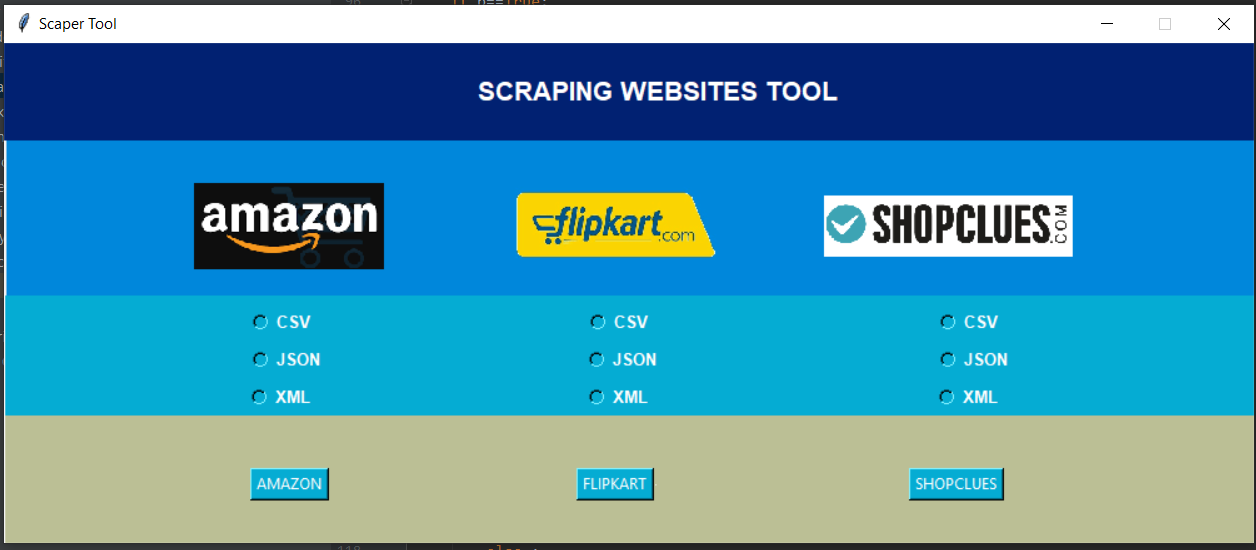 Scaper Tool
SCRAPING WEBSITES TOOL
amazon
flipkart.com
SHOPCLUES.COM
CSV CSV CSV
JSON JSON JSON
XML XML XML
AMAZON FLIPKART SHOPCLUES